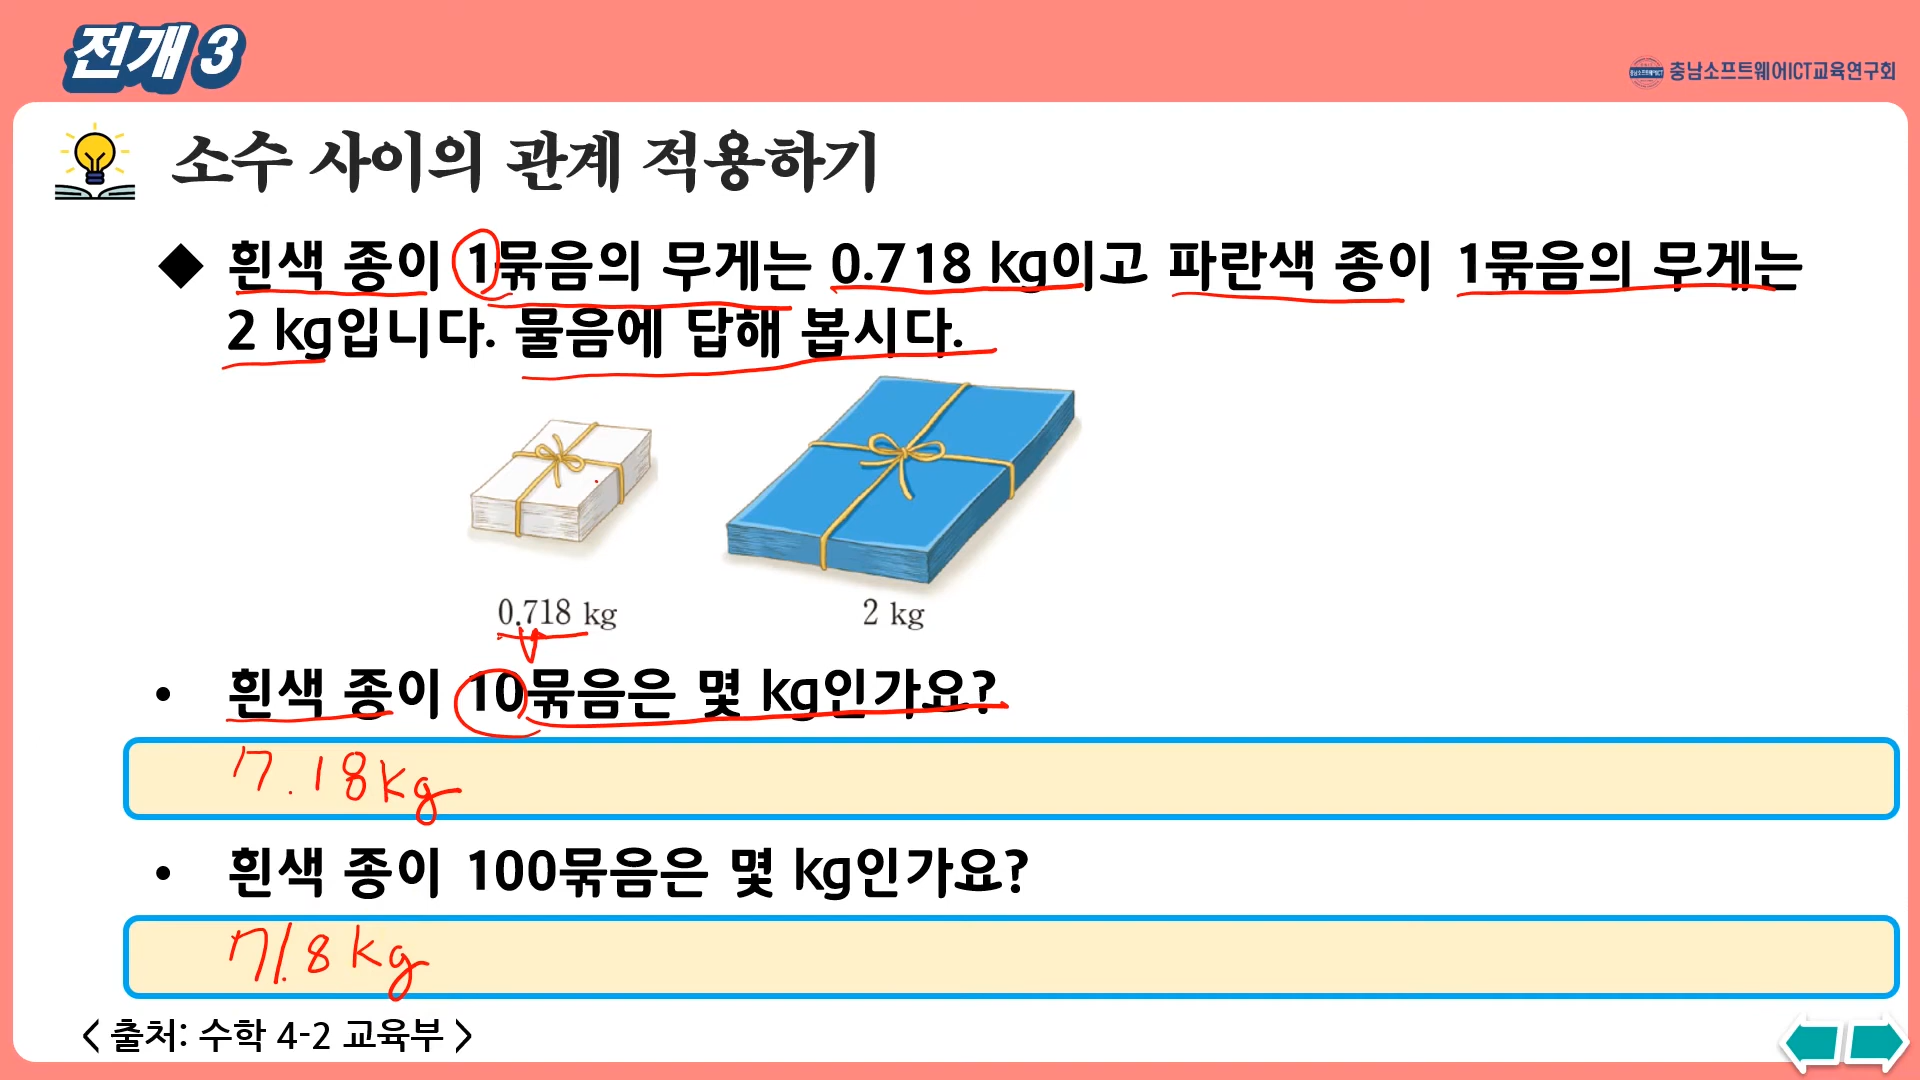 전개 3
충남소프트웨어ICT교육연구회
소수 사이의 관계 적용하기
◆ 흰색 종이 1묶음의 무게는 0.718 kg이고 파란색 종이 1묶음의 무게는
2 kg입니다. 물음에 답해 봅시다.
0.718 kg
2 kg
• 흰색 종이 10묶음은 몇 kg인가요?
7.18kg
• 흰색 종이 100묶음은 몇 kg인가요?
71.8 kg
< 출처: 수학 4-2 교육부 >